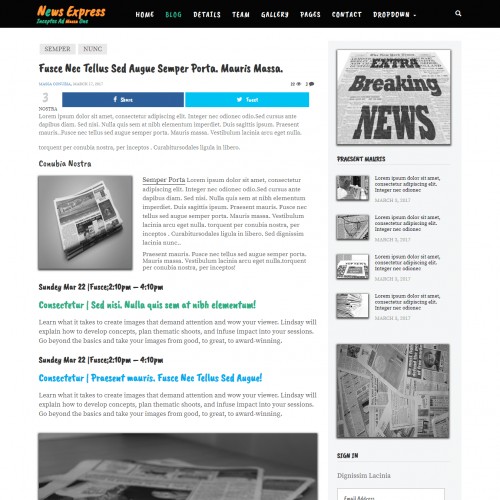 News Express
Inceptos Ad Massa Duo
HOME BLOG DETAILS TEAM GALLERY PAGES CONTACT DROPDOWN
SEMPER NUNC
Fusce Nec Tellus Sed Augue Semper Porta. Mauris Massa.
MARIA CONUBIA, MARCH 11, 2017
3
NOSTRA
Share
Tweet
Lorem ipsum dolor sit amet, consectetur adipiscing elit. Integer nec odionec odio.Sed cursus ante
dapibus diam. Sed nisi. Nulla quis sem at nibh elementum imperdiet. Duis sagittis ipsum. Praesent
mauris..Fusce nec tellus sed augue semper porta. Mauris massa. Vestibulum lacinia arcu eget nulla.
torquent per conubia nostra, per inceptos . Curabitursodales ligula in libero.
Conubia Nostra
Semper Porta Lorem ipsum dolor sit amet, consectetur
adipiscing elit. Integer nec odionec odio.Sed cursus ante
dapibus diam. Sed nisi. Nulla quis sem at nibh elementum
imperdiet. Duis sagittis ipsum. Praesent mauris. Fusce nec
tellus sed augue semper porta. Mauris massa. Vestibulum
lacinia arcu eget nulla. torquent per conubia nostra, per
inceptos . Curabitursodales ligula in libero. Sed dignissim
lacinia nunc..
Praesent mauris. Fusce nec tellus sed augue semper porta.
Mauris massa. Vestibulum lacinia arcu eget nulla.torquent
per conubia nostra, per inceptos!
Sunday Mar 22 |Fusce;2:10pm – 4:10pm
Consectetur | Sed nisi. Nulla quis sem at nibh elementum!
Learn what it takes to create images that demand attention and wow your viewer. Lindsay will
explain how to develop concepts, plan thematic shoots, and infuse impact into your sessions.
Go beyond the basics and take your images from good, to great, to award-winning.
Sunday Mar 22 |Fusce;2:10pm – 4:10pm
Consectetur | Praesent mauris. Fusce Nec Tellus Sed Augue!
Learn what it takes to create images that demand attention and wow your viewer. Lindsay will
explain how to develop concepts, plan thematic shoots, and infuse impact into your sessions.
Go beyond the basics and take your images from good, to great, to award-winning.
EXTRA
Breaking
NEWS
PRAESENT MAURIS
Lorem ipsum dolor sit amet,
consectetur adipiscing elit.
Integer nec odionec
MARCH 3, 2017
Lorem ipsum dolor sit amet,
consectetur adipiscing elit.
Integer nec odionec
MARCH 3, 2017
Lorem ipsum dolor sit amet,
consectetur adipiscing elit.
Integer nec odionec
MARCH 3, 2017
Lorem ipsum dolor sit amet,
consectetur adipiscing elit.
Integer nec odionec
MARCH 3, 2017
SIGN IN
Dignissim Lacinia
Email Address